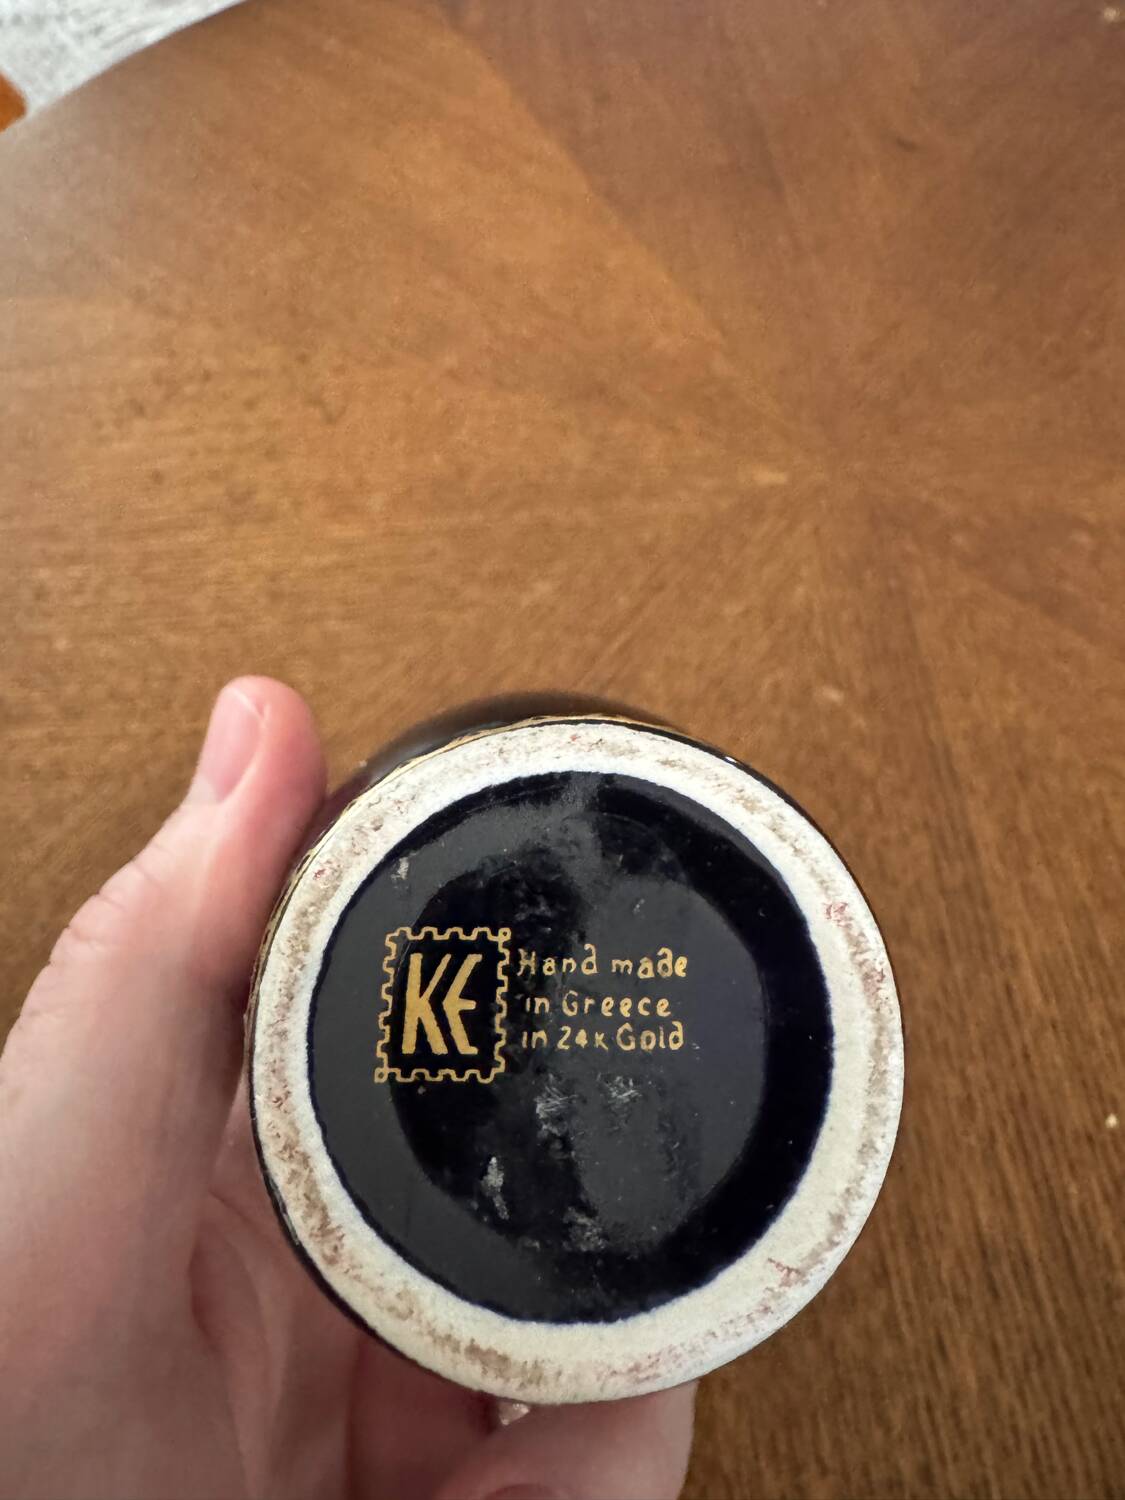 KE
Hand made
in Greece
in 24K Gold